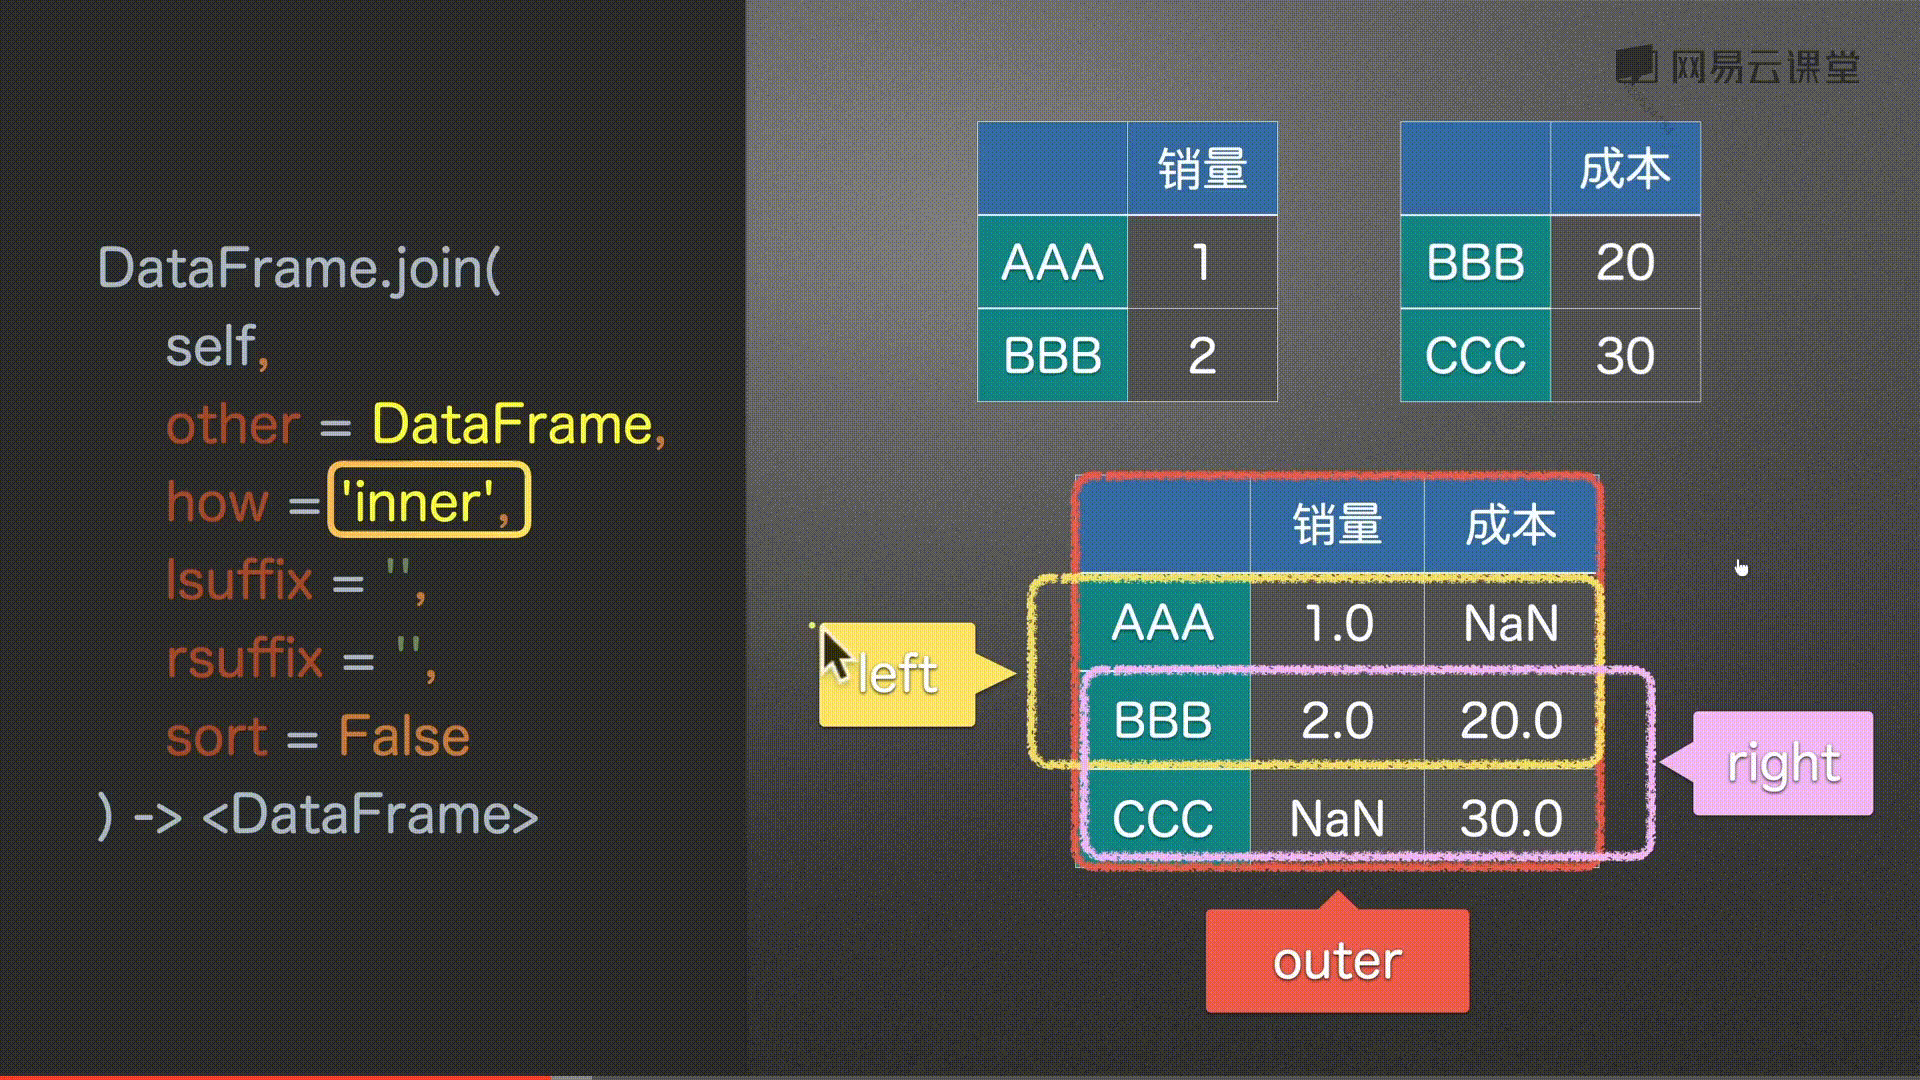 网易云课堂
DataFrame.join(
self,
other = DataFrame,
how = 'inner',
lsuffix = '',
rsuffix = '',
sort = False
) -> <DataFrame>
销量
AAA 1
BBB 2
成本
BBB 20
CCC 30
销量 成本
AAA 1.0 NaN
BBB 2.0 20.0
CCC NaN 30.0
left
right
outer